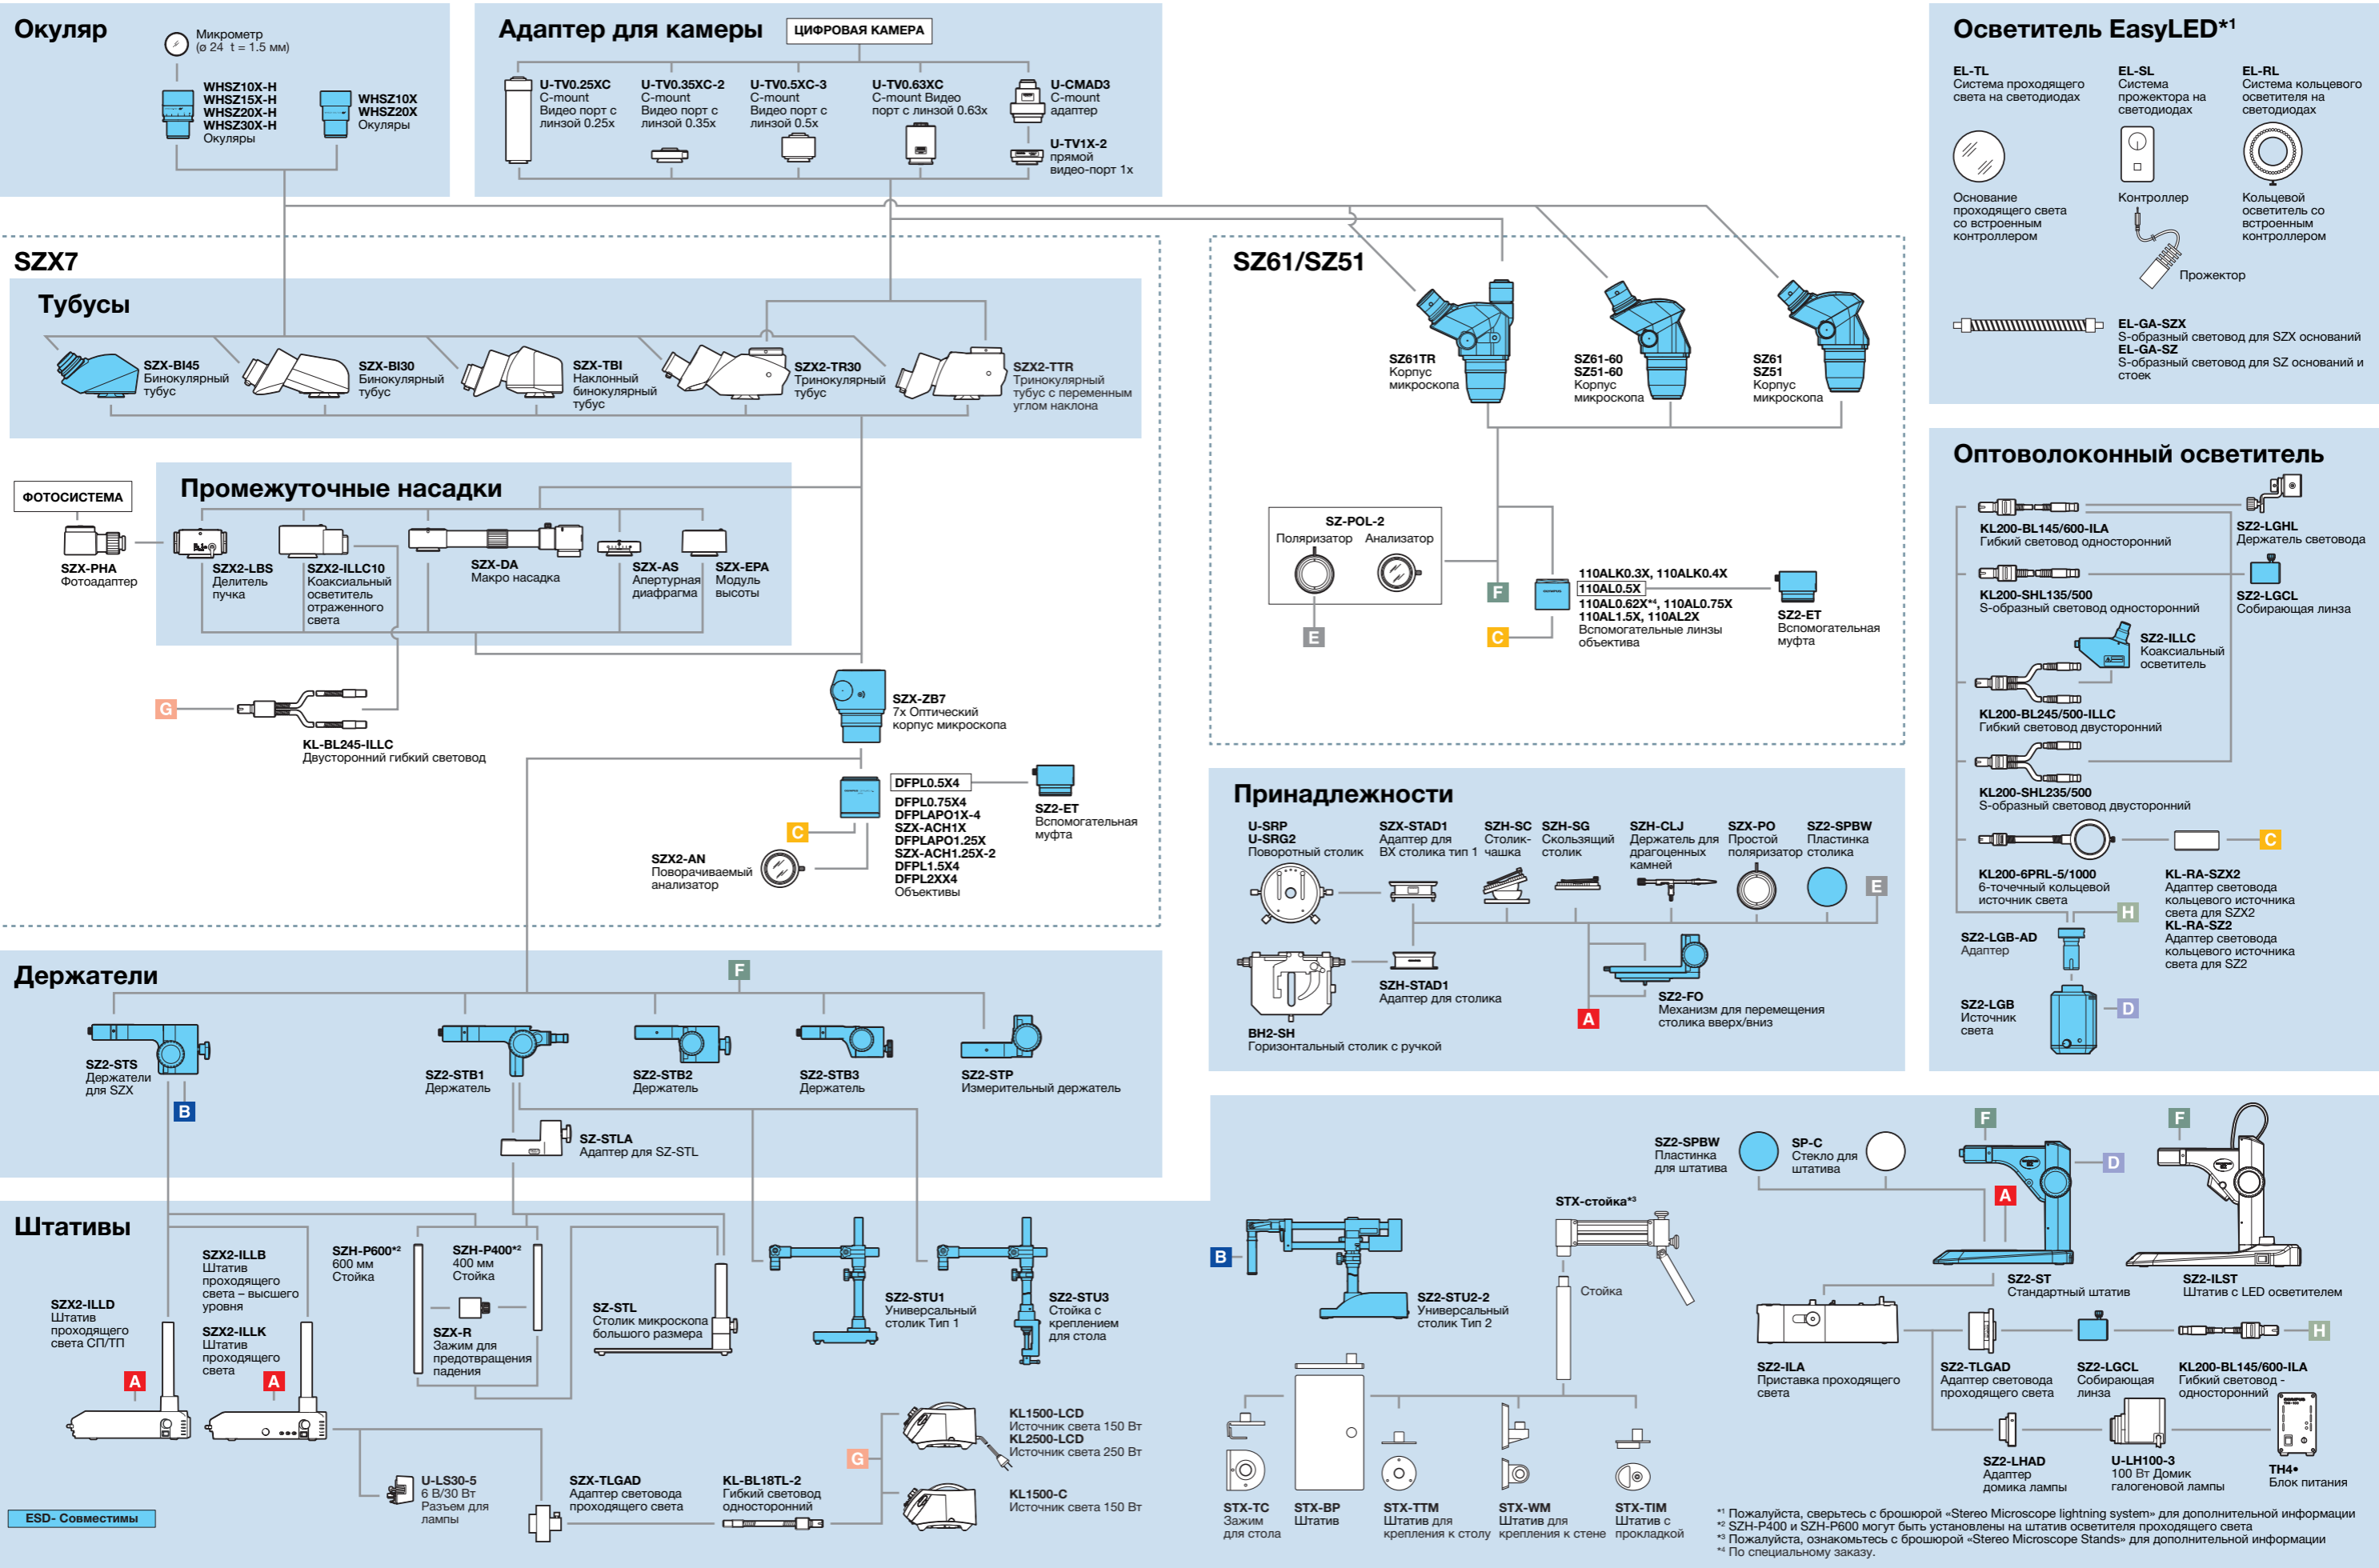 Окуляр
Микрометр
(ø 24 t = 1.5 мм)
WHSZ10X-H
WHSZ15X-H
WHSZ20X-H
WHSZ30X-H
Окуляры
WHSZ10X
WHSZ20X
Окуляры
Адаптер для камеры
ЦИФРОВАЯ КАМЕРА
U-TV0.25XC
C-mount
Видео порт с
линзой 0.25x
U-TV0.35XC-2
C-mount
Видео порт с
линзой 0.35x
U-TV0.5XC-3
C-mount
Видео порт с
линзой 0.5x
U-TV0.63XC
C-mount Видео
порт с линзой 0.63x
U-CMAD3
C-mount
адаптер
U-TV1X-2
прямой
видео-порт 1x
Осветитель EasyLED*1
EL-TL
Система проходящего
света на светодиодах
EL-SL
Система
прожектора на
светодиодах
EL-RL
Система кольцевого
осветителя на
светодиодах
Основание
проходящего света
со встроенным
контроллером
Контроллер
Кольцевой
осветитель со
встроенным
контроллером
Прожектор
EL-GA-SZX
S-образный световод для SZX оснований
EL-GA-SZ
S-образный световод для SZ оснований и
стоек
SZX7
Тубусы
SZX-BI45
Бинокулярный
тубус
SZX-BI30
Бинокулярный
тубус
SZX-TBI
Наклонный
бинокулярный
тубус
SZX2-TR30
Тринокулярный
тубус
SZX2-TTR
Тринокулярный
тубус с переменным
углом наклона
SZ61/SZ51
SZ61TR
Корпус
микроскопа
SZ61-60
SZ51-60
Корпус
микроскопа
SZ61
SZ51
Корпус
микроскопа
SZ-POL-2
Поляризатор Анализатор
E
F
C
OLYMPUS
110ALK0.3X, 110ALK0.4X
110AL0.5X
110AL0.62X*4, 110AL0.75X
110AL1.5X, 110AL2X
Вспомогательные линзы
объектива
SZ2-ET
Вспомогательная
муфта
Промежуточные насадки
ФОТОСИСТЕМА
SZX-PHA
Фотоадаптер
SZX2-LBS
Делитель
пучка
SZX2-ILLC10
Коаксиальный
осветитель
отраженного
света
SZX-DA
Макро насадка
SZX-AS
Апертурная
диафрагма
SZX-EPA
Модуль
высоты
G
KL-BL245-ILLC
Двусторонний гибкий световод
SZX-ZB7
7x Оптический
корпус микроскопа
DFPL0.5X4
DFPL0.75X4
DFPLAPO1X-4
SZX-ACH1X
DFPLAPO1.25X
SZX-ACH1.25X-2
DFPL1.5X4
DFPL2XX4
Объективы
SZ2-ET
Вспомогательная
муфта
C
SZX2-AN
Поворачиваемый
анализатор
Оптоволоконный осветитель
KL200-BL145/600-ILA
Гибкий световод односторонний
SZ2-LGHL
Держатель световода
KL200-SHL135/500
S-образный световод односторонний
SZ2-LGCL
Собирающая линза
SZ2-ILLC
Коаксиальный
осветитель
KL200-BL245/500-ILLC
Гибкий световод двусторонний
KL200-SHL235/500
S-образный световод двусторонний
C
KL200-6PRL-5/1000
6-точечный кольцевой
источник света
KL-RA-SZX2
Адаптер световода
кольцевого источника
света для SZX2
KL-RA-SZ2
Адаптер световода
кольцевого источника
света для SZ2
H
SZ2-LGB-AD
Адаптер
SZ2-LGB
Источник
света
D
Принадлежности
U-SRP
U-SRG2
Поворотный столик
SZX-STAD1
Адаптер для
BX столика тип 1
SZH-SC
Столик-
чашка
SZH-SG
Скользящий
столик
SZH-CLJ
Держатель для
драгоценных
камней
SZX-PO
Простой
поляризатор
SZ2-SPBW
Пластинка
столика
E
BH2-SH
Горизонтальный столик с ручкой
SZH-STAD1
Адаптер для столика
A
SZ2-FO
Механизм для перемещения
столика вверх/вниз
Держатели
F
SZ2-STS
Держатели
для SZX
B
SZ2-STB1
Держатель
SZ2-STB2
Держатель
SZ2-STB3
Держатель
SZ2-STP
Измерительный держатель
SZ-STLA
Адаптер для SZ-STL
Штативы
SZX2-ILLD
Штатив
проходящего
света СП/ТП
A
SZX2-ILLB
Штатив
проходящего
света – высшего
уровня
SZX2-ILLK
Штатив
проходящего
света
A
SZH-P600*2
600 мм
Стойка
SZH-P400*2
400 мм
Стойка
SZX-R
Зажим для
предотвращения
падения
SZ-STL
Столик микроскопа
большого размера
SZ2-STU1
Универсальный
столик Тип 1
SZ2-STU3
Стойка с
креплением
для стола
U-LS30-5
6 В/30 Вт
Разъем для
лампы
SZX-TLGAD
Адаптер световода
проходящего света
KL-BL18TL-2
Гибкий световод
односторонний
G
KL1500-LCD
Источник света 150 Вт
KL2500-LCD
Источник света 250 Вт
KL1500-C
Источник света 150 Вт
ESD- Совместимы
B
SZ2-STU2-2
Универсальный
столик Тип 2
STX-стойка*3
Стойка
STX-TC
Зажим
для стола
STX-BP
Штатив
STX-TTM
Штатив для
крепления к столу
STX-WM
Штатив для
крепления к стене
STX-TIM
Штатив с
прокладкой
SZ2-SPBW
Пластинка
для штатива
SP-C
Стекло для
штатива
F
D
A
SZ2-ST
Стандартный штатив
F
SZ2-ILST
Штатив с LED осветителем
SZ2-ILA
Приставка проходящего
света
SZ2-TLGAD
Адаптер световода
проходящего света
SZ2-LGCL
Собирающая
линза
KL200-BL145/600-ILA
Гибкий световод -
односторонний
H
SZ2-LHAD
Адаптер
домика лампы
U-LH100-3
100 Вт Домик
галогеновой лампы
TH4•
Блок питания
*1 Пожалуйста, сверьтесь с брошюрой «Stereo Microscope lightning system» для дополнительной информации
*2 SZH-P400 и SZH-P600 могут быть установлены на штатив осветителя проходящего света
*3 Пожалуйста, ознакомьтесь с брошюрой «Stereo Microscope Stands» для дополнительной информации
*4 По специальному заказу.